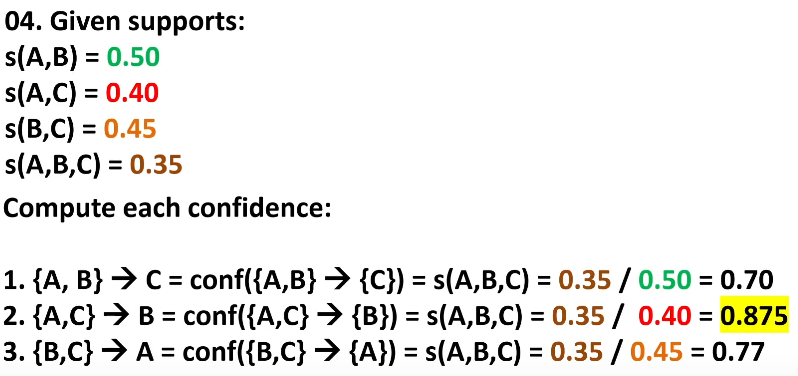 04. Given supports:
s(A,B) = 0.50
s(A,C) = 0.40
s(B,C) = 0.45
s(A,B,C) = 0.35
Compute each confidence:
1. {A, B} → C = conf({A,B} → {C}) = s(A,B,C) = 0.35 / 0.50 = 0.70
2. {A,C} → B = conf({A,C} → {B}) = s(A,B,C) = 0.35 / 0.40 = 0.875
3. {B,C} → A = conf({B,C} → {A}) = s(A,B,C) = 0.35 / 0.45 = 0.77